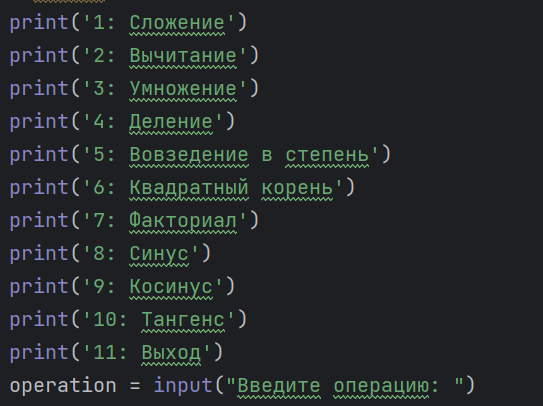 print('1: Сложение')
print('2: Вычитание')
print('3: Умножение')
print('4: Деление')
print('5: Вовзедение в степень')
print('6: Квадратный корень')
print('7: Факториал')
print('8: Синус')
print('9: Косинус')
print('10: Тангенс')
print('11: Выход')
operation = input("Введите операцию: ")